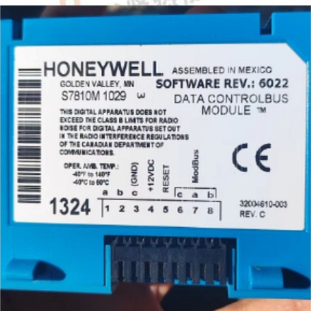 HONEYWELL
GOLDEN VALLEY, MN
S7810M 1029 3
ASSEMBLED IN MEXICO
SOFTWARE REV.: 6022
DATA CONTROLBUS
MODULE ™
THIS DIGITAL APPARATUS DOES NOT
EXCEED THE CLASS B LIMITS FOR RADIO
NOISE FOR DIGITAL APPARATUS SET OUT
IN THE RADIO INTERFERENCE REGULATIONS
OF THE CANADIAN DEPARTMENT OF
COMMUNICATIONS.
CE
OPER. AMB. TEMP.:
-40°F to 140°F
-40°C to 60°C
a b c (GND) +12VDC RESET ModBus c a b
1324
1 2 3 4 5 6 7 8
32004610-003
REV. C